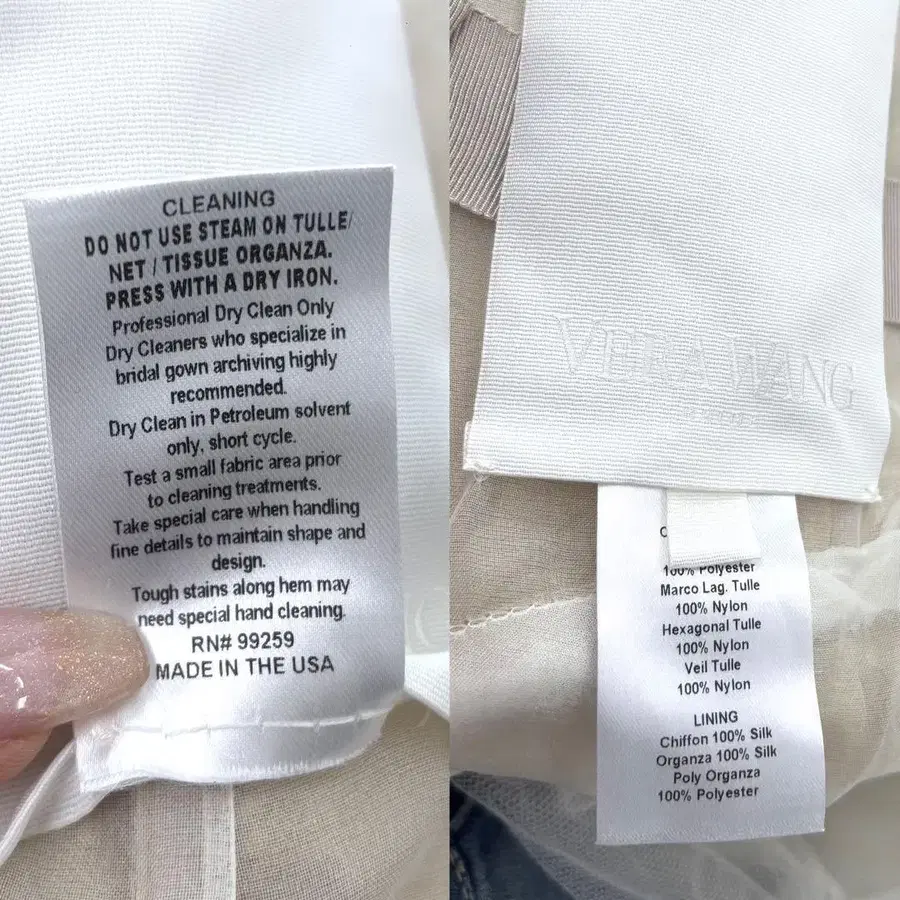 CLEANING
DO NOT USE STEAM ON TULLE/
NET / TISSUE ORGANZA.
PRESS WITH A DRY IRON.
Professional Dry Clean Only
Dry Cleaners who specialize in
bridal gown archiving highly
recommended.
Dry Clean in Petroleum solvent
only, short cycle.
Test a small fabric area prior
to cleaning treatments.
Take special care when handling
fine details to maintain shape and
design.
Tough stains along hem may
need special hand cleaning.
RN# 99259
MADE IN THE USA
VERA WANG
100% Polyester
Marco Lag. Tulle
100% Nylon
Hexagonal Tulle
100% Nylon
Veil Tulle
100% Nylon
LINING
Chiffon 100% Silk
Organza 100% Silk
Poly Organza
100% Polyester